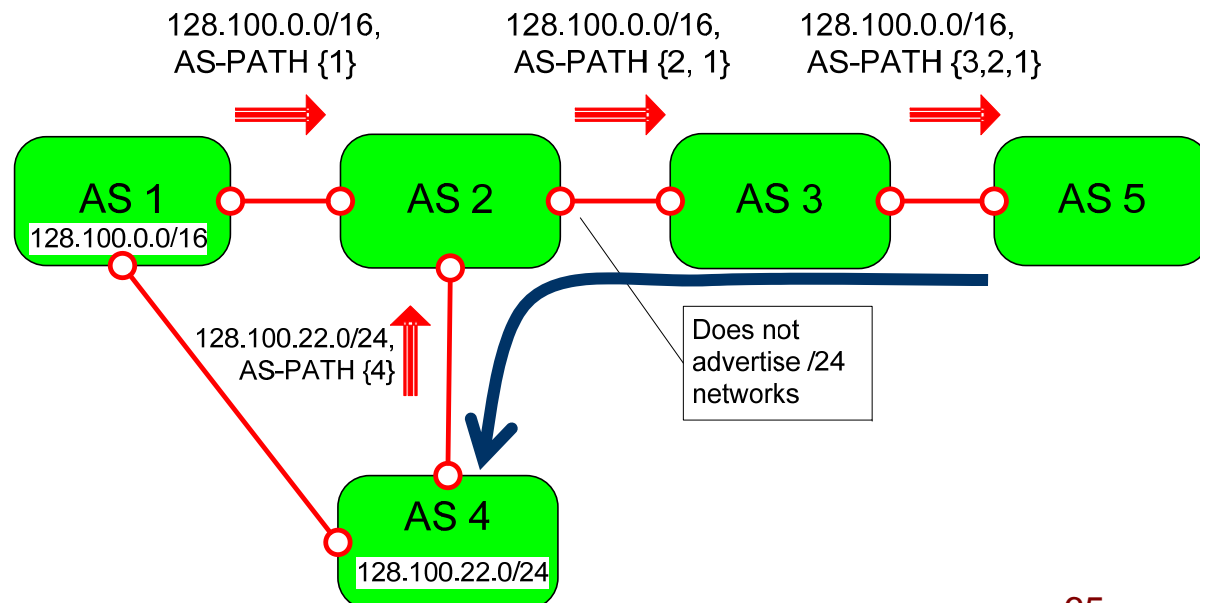 128.100.0.0/16,
AS-PATH {1}
128.100.0.0/16,
AS-PATH {2, 1}
128.100.0.0/16,
AS-PATH {3,2,1}
AS 1
128.100.0.0/16
AS 2
AS 3
AS 5
128.100.22.0/24,
AS-PATH {4}
Does not
advertise /24
networks
AS 4
128.100.22.0/24